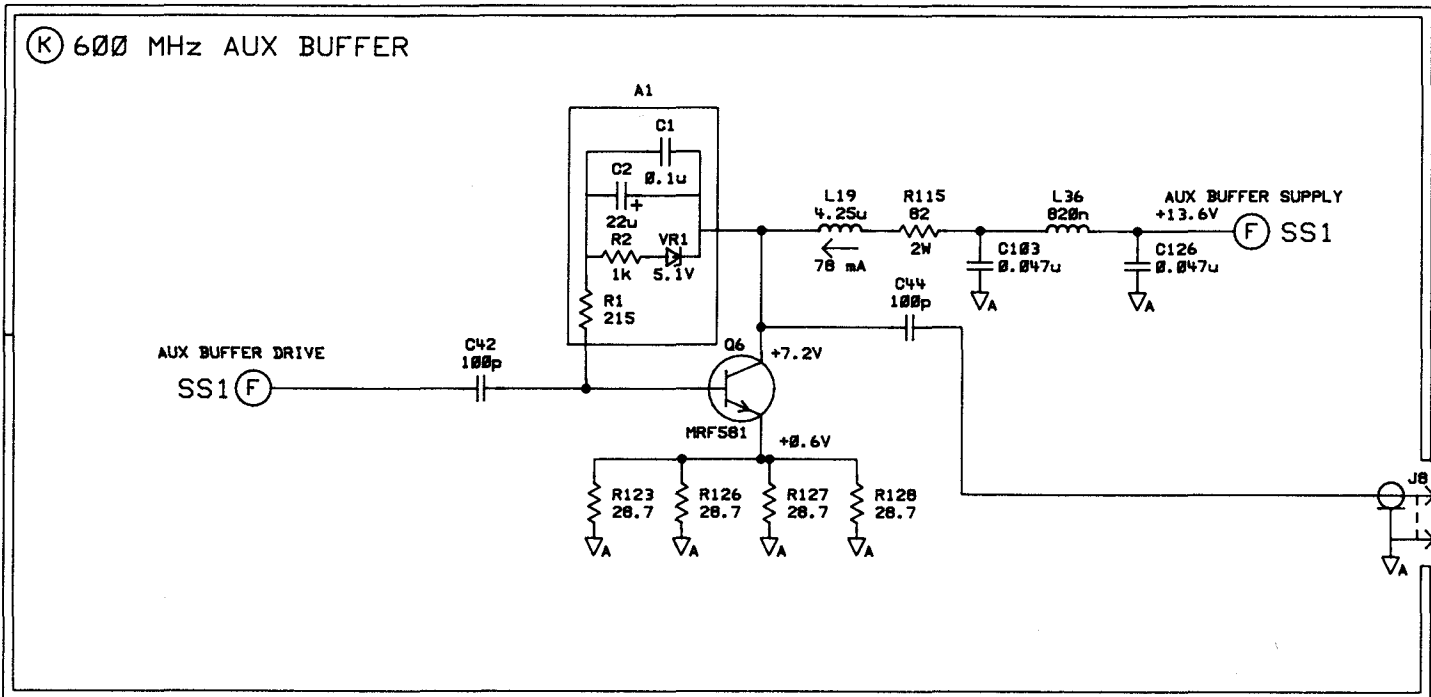 K 600 MHz AUX BUFFER
A1
C1
0.1u
C2
+
22u
R2
1k
VR1
5.1V
R1
215
L19
4.25u
78 mA
R115
82
2W
L36
820n
AUX BUFFER SUPPLY
+13.6V
F SS1
C103
0.047u
A
C126
0.047u
A
C44
100p
AUX BUFFER DRIVE
SS1 F
C42
100p
Q6
+7.2V
MRF581
+0.6V
R123
28.7
A
R126
28.7
A
R127
28.7
A
R128
28.7
A
J8
A